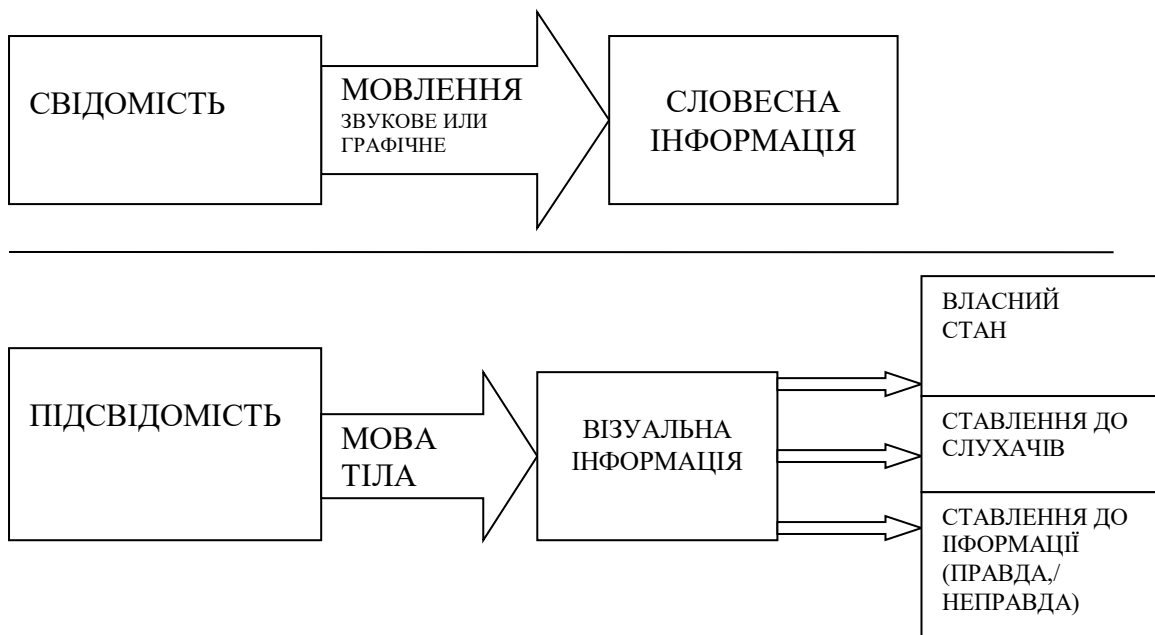 СВІДОМІСТЬ
МОВЛЕННЯ
ЗВУКОВЕ ИЛИ
ГРАФІЧНЕ
СЛОВЕСНА
ІНФОРМАЦІЯ
ПІДСВІДОМІСТЬ
МОВА
ТІЛА
ВІЗУАЛЬНА
ІНФОРМАЦІЯ
ВЛАСНИЙ
СТАН
СТАВЛЕННЯ ДО
СЛУХАЧІВ
СТАВЛЕННЯ ДО
ІІФОРМАЦІЇ
(ПРАВДА,/
НЕПРАВДА)